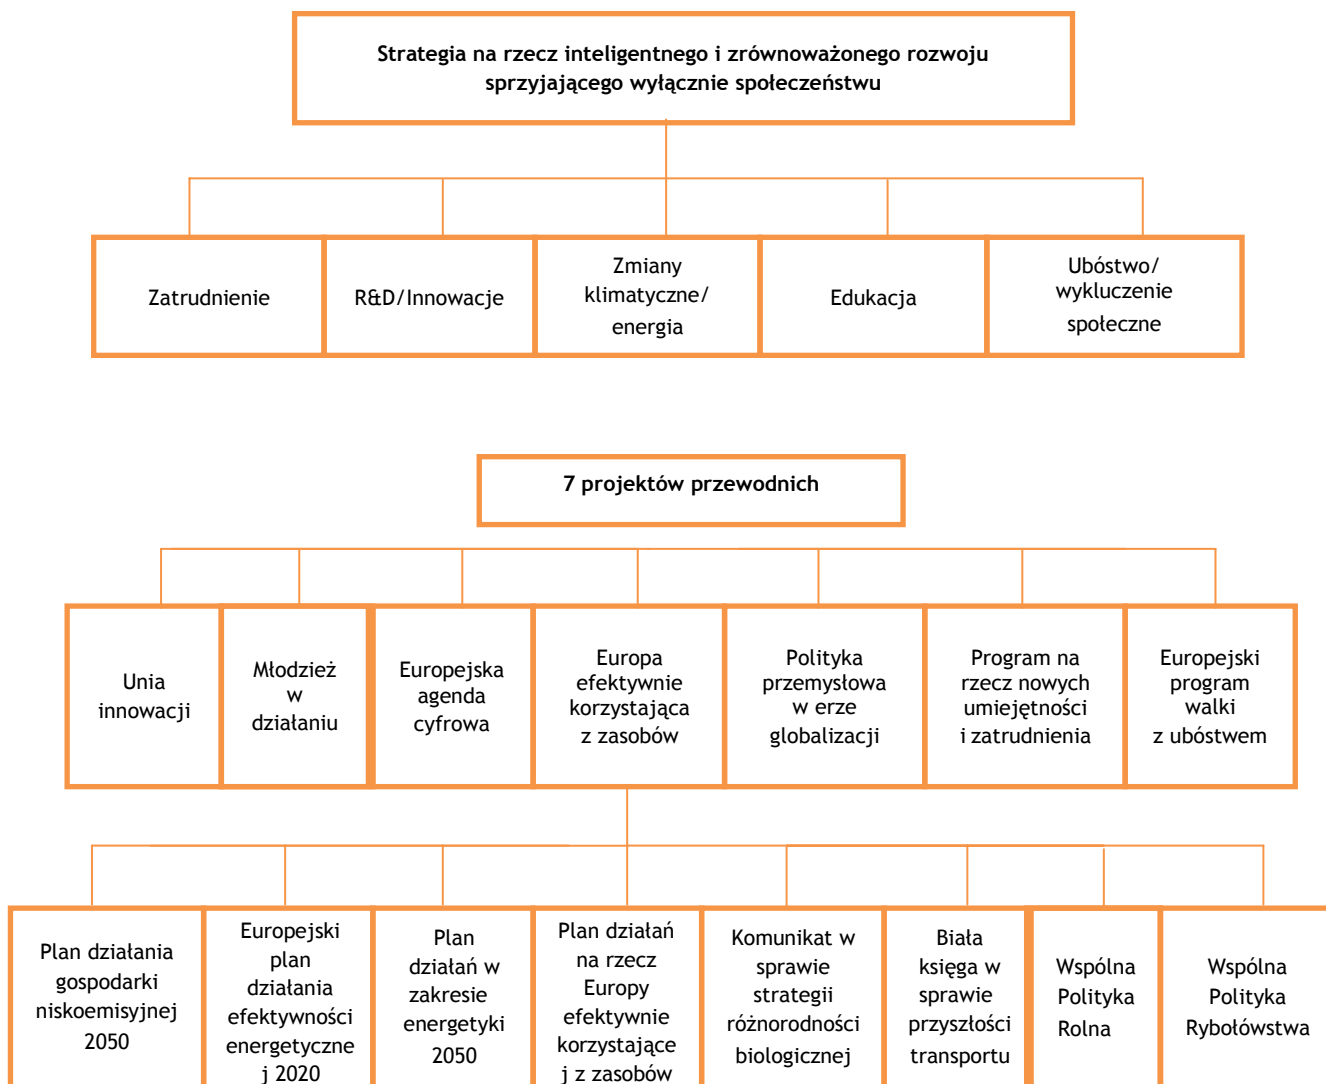 Strategia na rzecz inteligentnego i zrównoważonego rozwoju
sprzyjającego wyłącznie społeczeństwu
Zatrudnienie
R&D/Innowacje
Zmiany
klimatyczne/
energia
Edukacja
Ubóstwo/
wykluczenie
społeczne
7 projektów przewodnich
Unia
innowacji
Młodzież
w
działaniu
Europejska
agenda
cyfrowa
Europa
efektywnie
korzystająca
z zasobów
Polityka
przemysłowa
w erze
globalizacji
Program na
rzecz nowych
umiejętności
i zatrudnienia
Europejski
program
walki
z ubóstwem
Plan działania
gospodarki
niskoemisyjnej
2050
Europejski
plan
działania
efektywności
energetyczne
j 2020
Plan
działań w
zakresie
energetyki
2050
Plan działań
na rzecz
Europy
efektywnie
korzystające
j z zasobów
Komunikat w
sprawie
strategii
różnorodności
biologicznej
Biała
księga w
sprawie
przyszłości
transportu
Wspólna
Polityka
Rolna
Wspólna
Polityka
Rybołówstwa